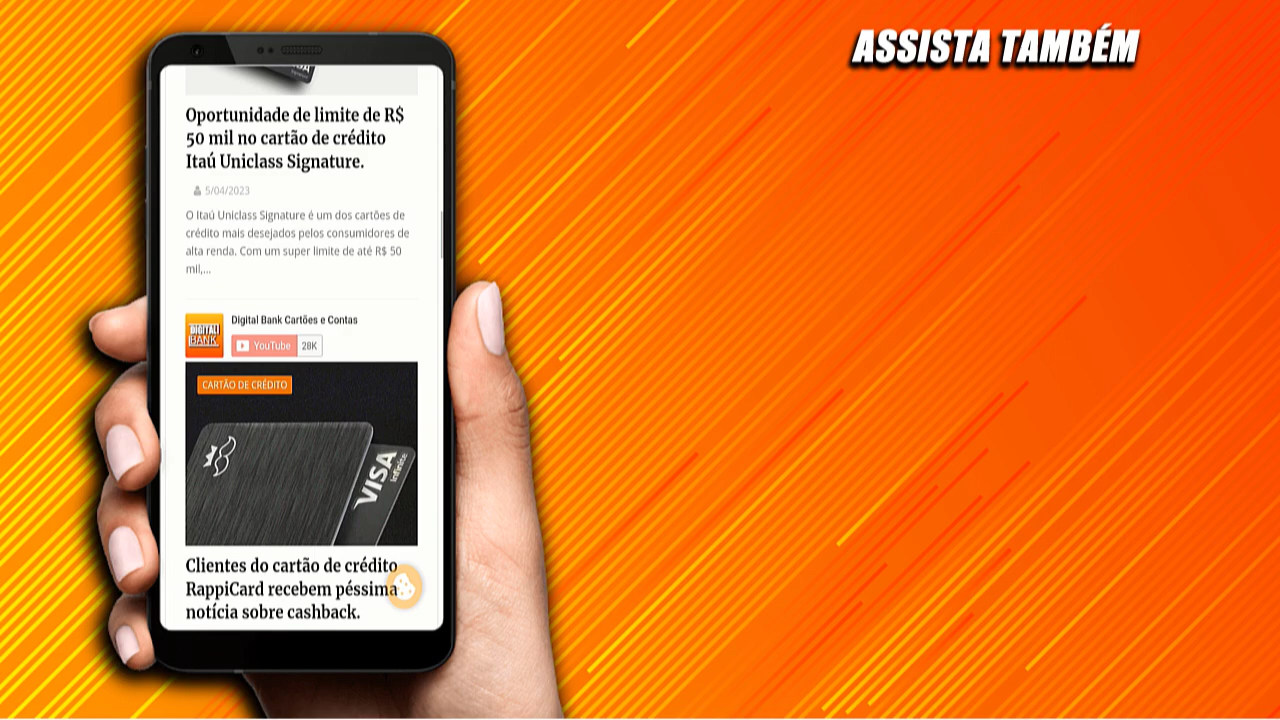 ASSISTA TAMBÉM
Oportunidade de limite de R$
50 mil no cartão de crédito
Itaú Uniclass Signature.
5/04/2023
O Itaú Uniclass Signature é um dos cartões de
crédito mais desejados pelos consumidores de
alta renda. Com um super limite de até R$ 50
mil,...
DIGITAL
BANK
Digital Bank Cartões e Contas
YouTube 28K
CARTÃO DE CRÉDITO
VISA
Infinite
Clientes do cartão de crédito
RappiCard recebem péssima
notícia sobre cashback.